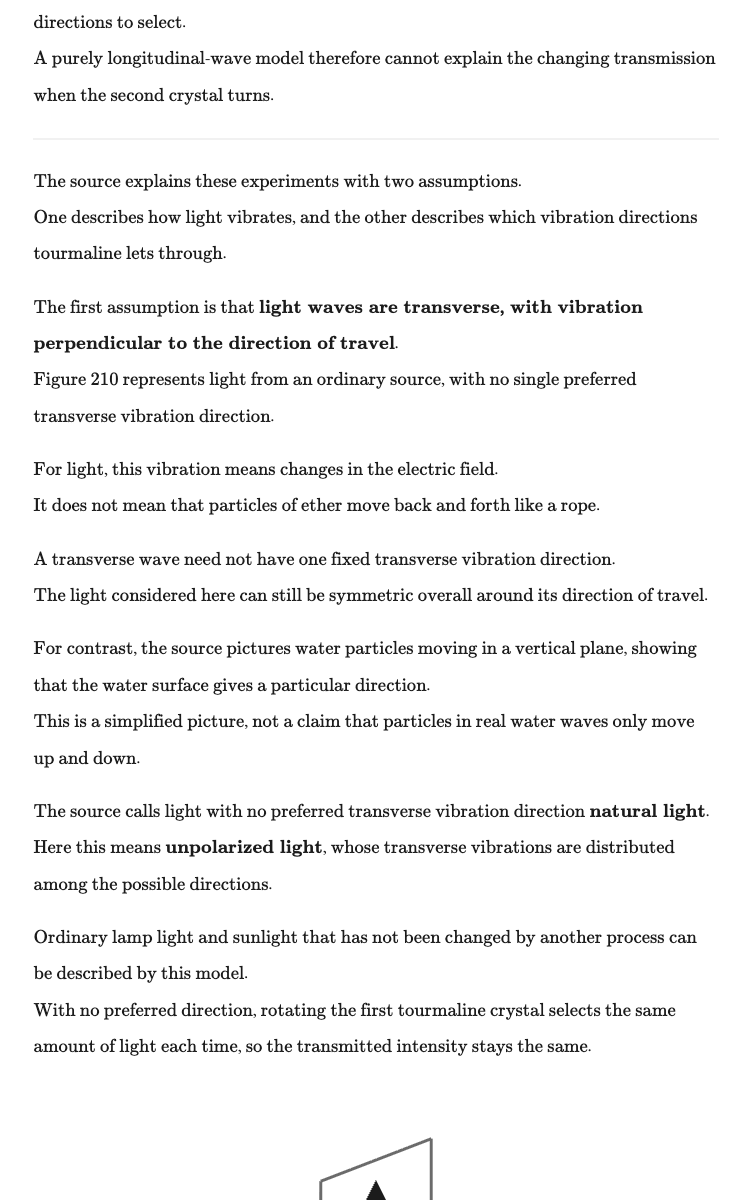 directions to select.
A purely longitudinal-wave model therefore cannot explain the changing transmission
when the second crystal turns.
The source explains these experiments with two assumptions.
One describes how light vibrates, and the other describes which vibration directions
tourmaline lets through.
The first assumption is that light waves are transverse, with vibration
perpendicular to the direction of travel.
Figure 210 represents light from an ordinary source, with no single preferred
transverse vibration direction.
For light, this vibration means changes in the electric field.
It does not mean that particles of ether move back and forth like a rope.
A transverse wave need not have one fixed transverse vibration direction.
The light considered here can still be symmetric overall around its direction of travel.
For contrast, the source pictures water particles moving in a vertical plane, showing
that the water surface gives a particular direction.
This is a simplified picture, not a claim that particles in real water waves only move
up and down.
The source calls light with no preferred transverse vibration direction natural light.
Here this means unpolarized light, whose transverse vibrations are distributed
among the possible directions.
Ordinary lamp light and sunlight that has not been changed by another process can
be described by this model.
With no preferred direction, rotating the first tourmaline crystal selects the same
amount of light each time, so the transmitted intensity stays the same.